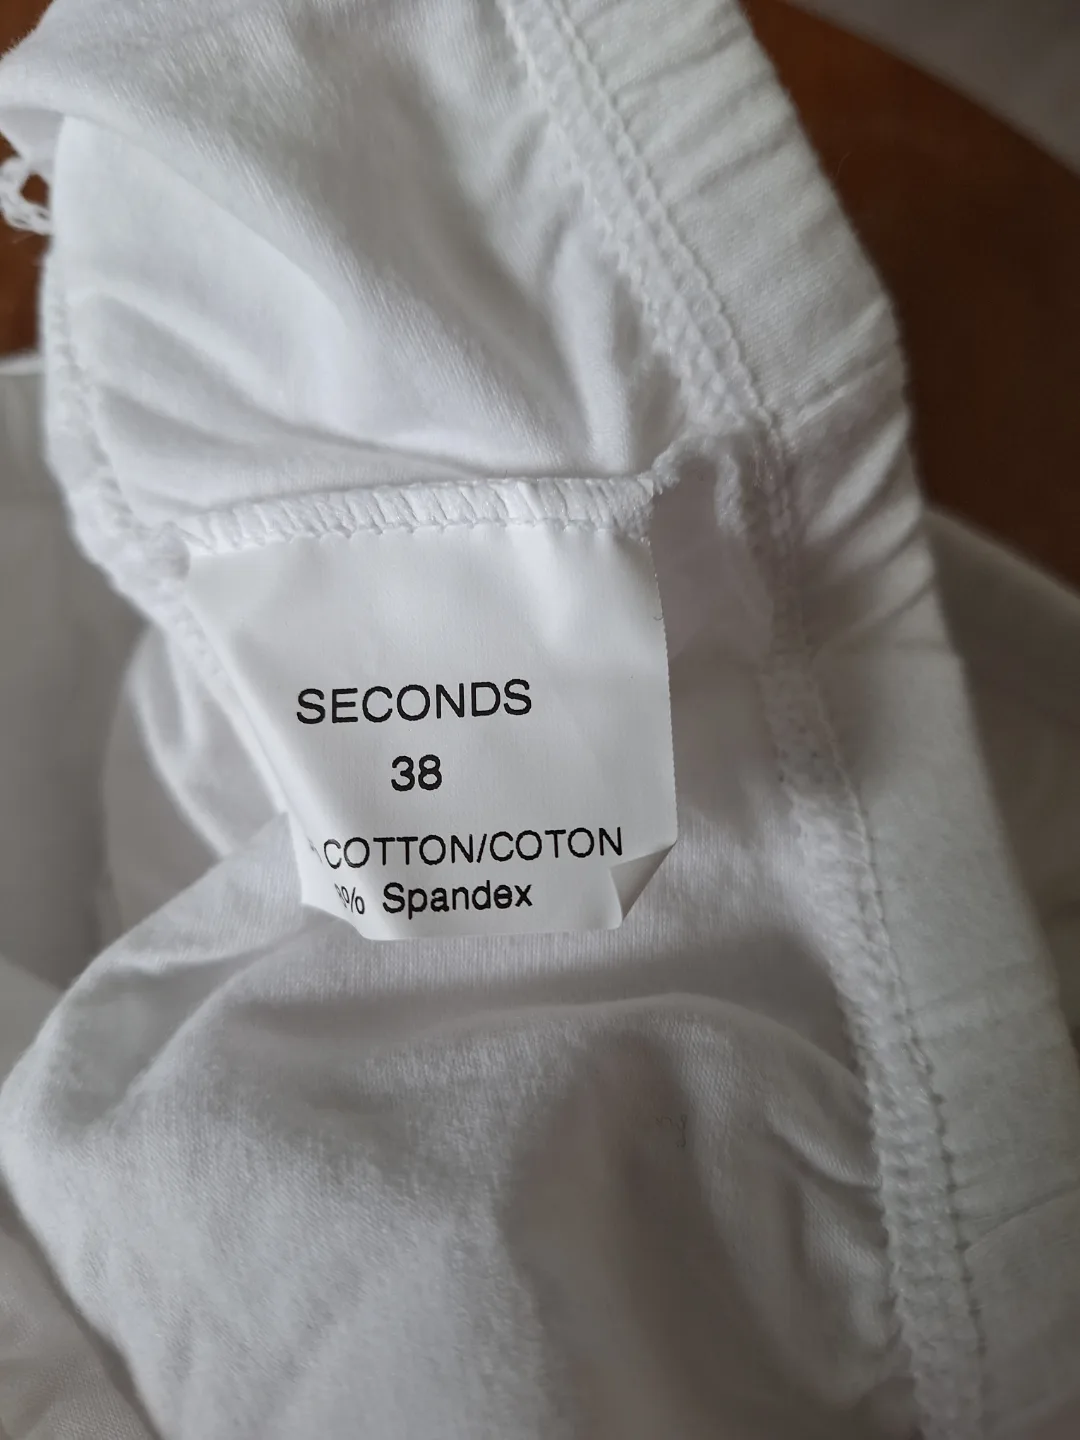 SECONDS
38
COTTON/COTON
% Spandex